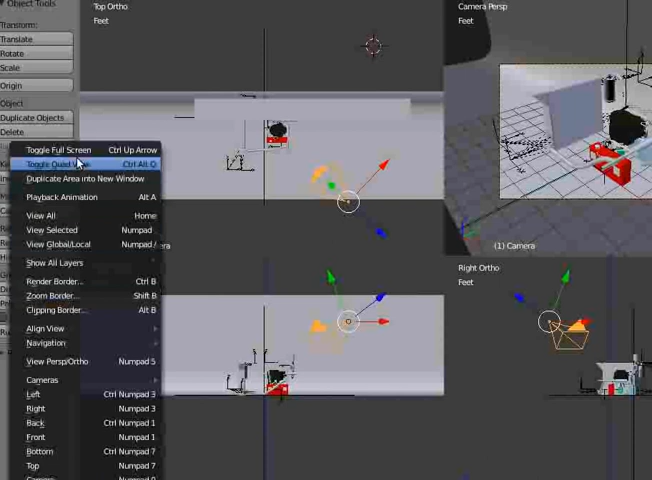 Object Tools
Top Ortho
Feet
Camera Persp
Feet
Transform:
Translate
Rotate
Scale
Origin
Object
Duplicate Objects
Delete
Toggle Full Screen Ctrl Up Arrow
Toggle Quad Ctrl Alt Q
Duplicate Area into New Window
Playback Animation Alt A
View All Home
View Selected Numpad
View Global/Local Numpad /
Show All Layers
(1) Camera
Right Ortho
Feet
Render Border... Ctrl B
Zoom Border... Shift B
Clipping Border... Alt B
Align View
Navigation
View Persp/Ortho Numpad 5
Cameras
Left Ctrl Numpad 3
Right Numpad 3
Back Ctrl Numpad 1
Front Numpad 1
Bottom Ctrl Numpad 7
Top Numpad 7
Camera Numpad 0